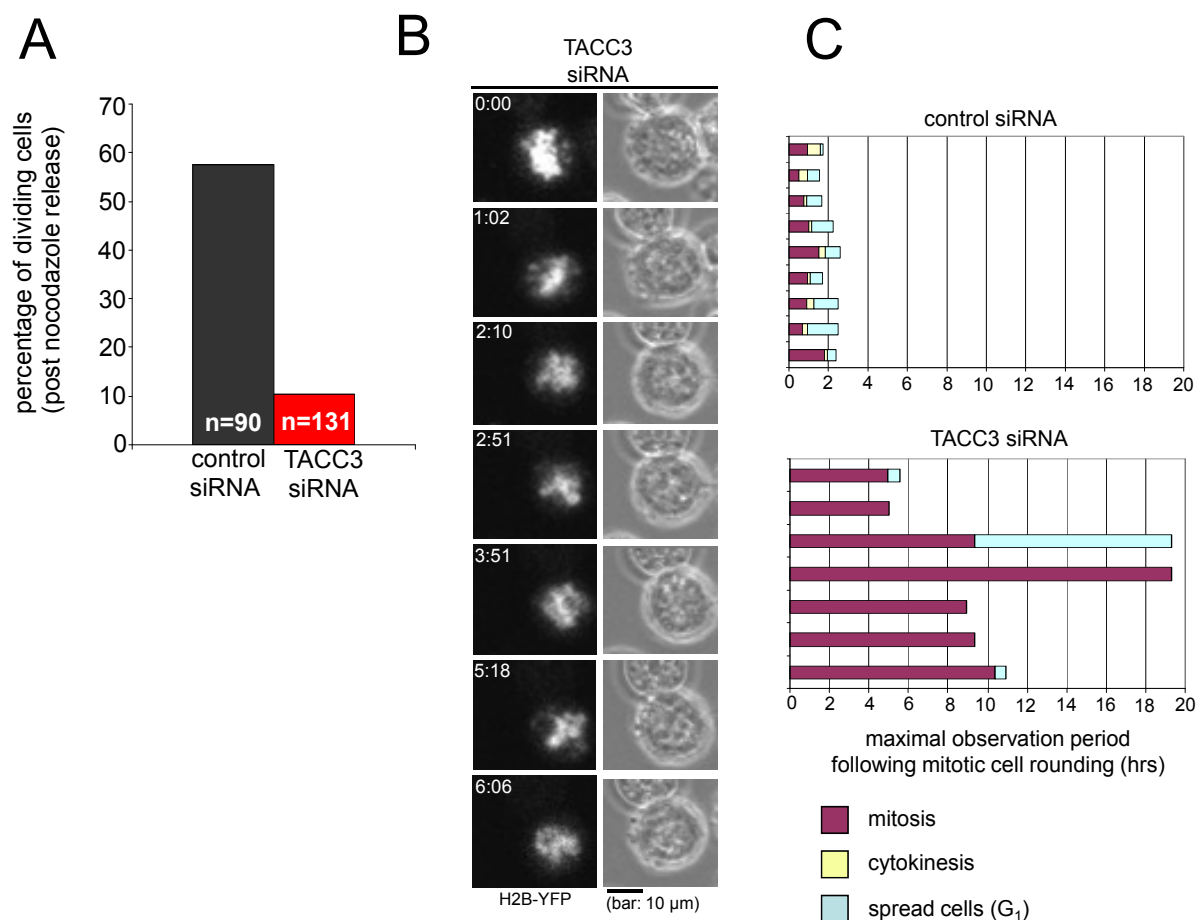 A
percentage of dividing cells
(post nocodazole release)
70
60
50
40
30
20
10
0
n=90
n=131
control
siRNA
TACC3
siRNA
B
TACC3
siRNA
0:00
1:02
2:10
2:51
3:51
5:18
6:06
H2B-YFP
(bar: 10 µm)
C
control siRNA
0 2 4 6 8 10 12 14 16 18 20
TACC3 siRNA
0 2 4 6 8 10 12 14 16 18 20
maximal observation period
following mitotic cell rounding (hrs)
mitosis
cytokinesis
spread cells (G₁)